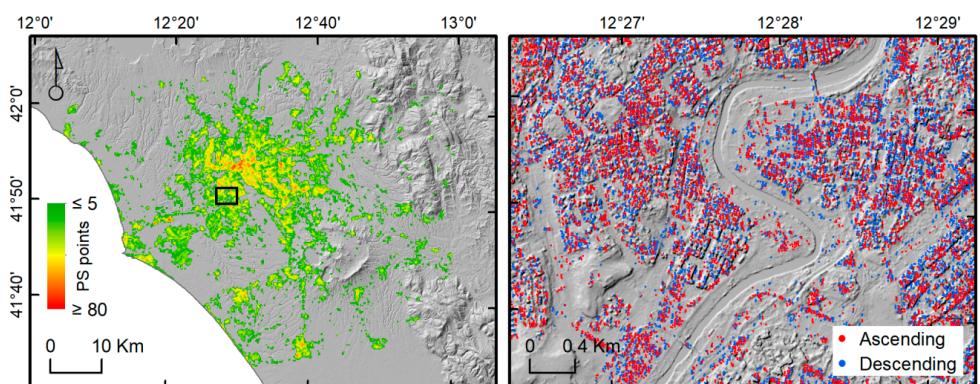 12°0' 12°20' 12°40' 13°0'
42°0'
41°50'
41°40'
≤ 5
PS points
≥ 80
0 10 Km
12°27' 12°28' 12°29'
0 0.4 Km
Ascending
Descending